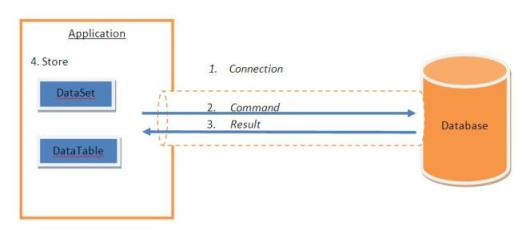 Application
4. Store
DataSet
DataTable
1. Connection
2. Command
3. Result
Database